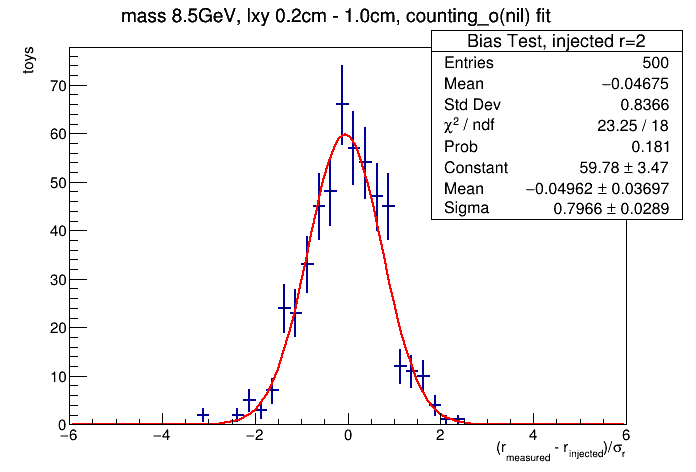 mass 8.5GeV, lxy 0.2cm - 1.0cm, counting_o(nil) fit
Bias Test, injected r=2
Entries 500
Mean −0.04675
Std Dev 0.8366
χ² / ndf 23.25 / 18
Prob 0.181
Constant 59.78 ± 3.47
Mean −0.04962 ± 0.03697
Sigma 0.7966 ± 0.0289
toys
70
60
50
40
30
20
10
0
−6 −4 −2 0 2 4 6
(r_measured - r_injected)/σ_r